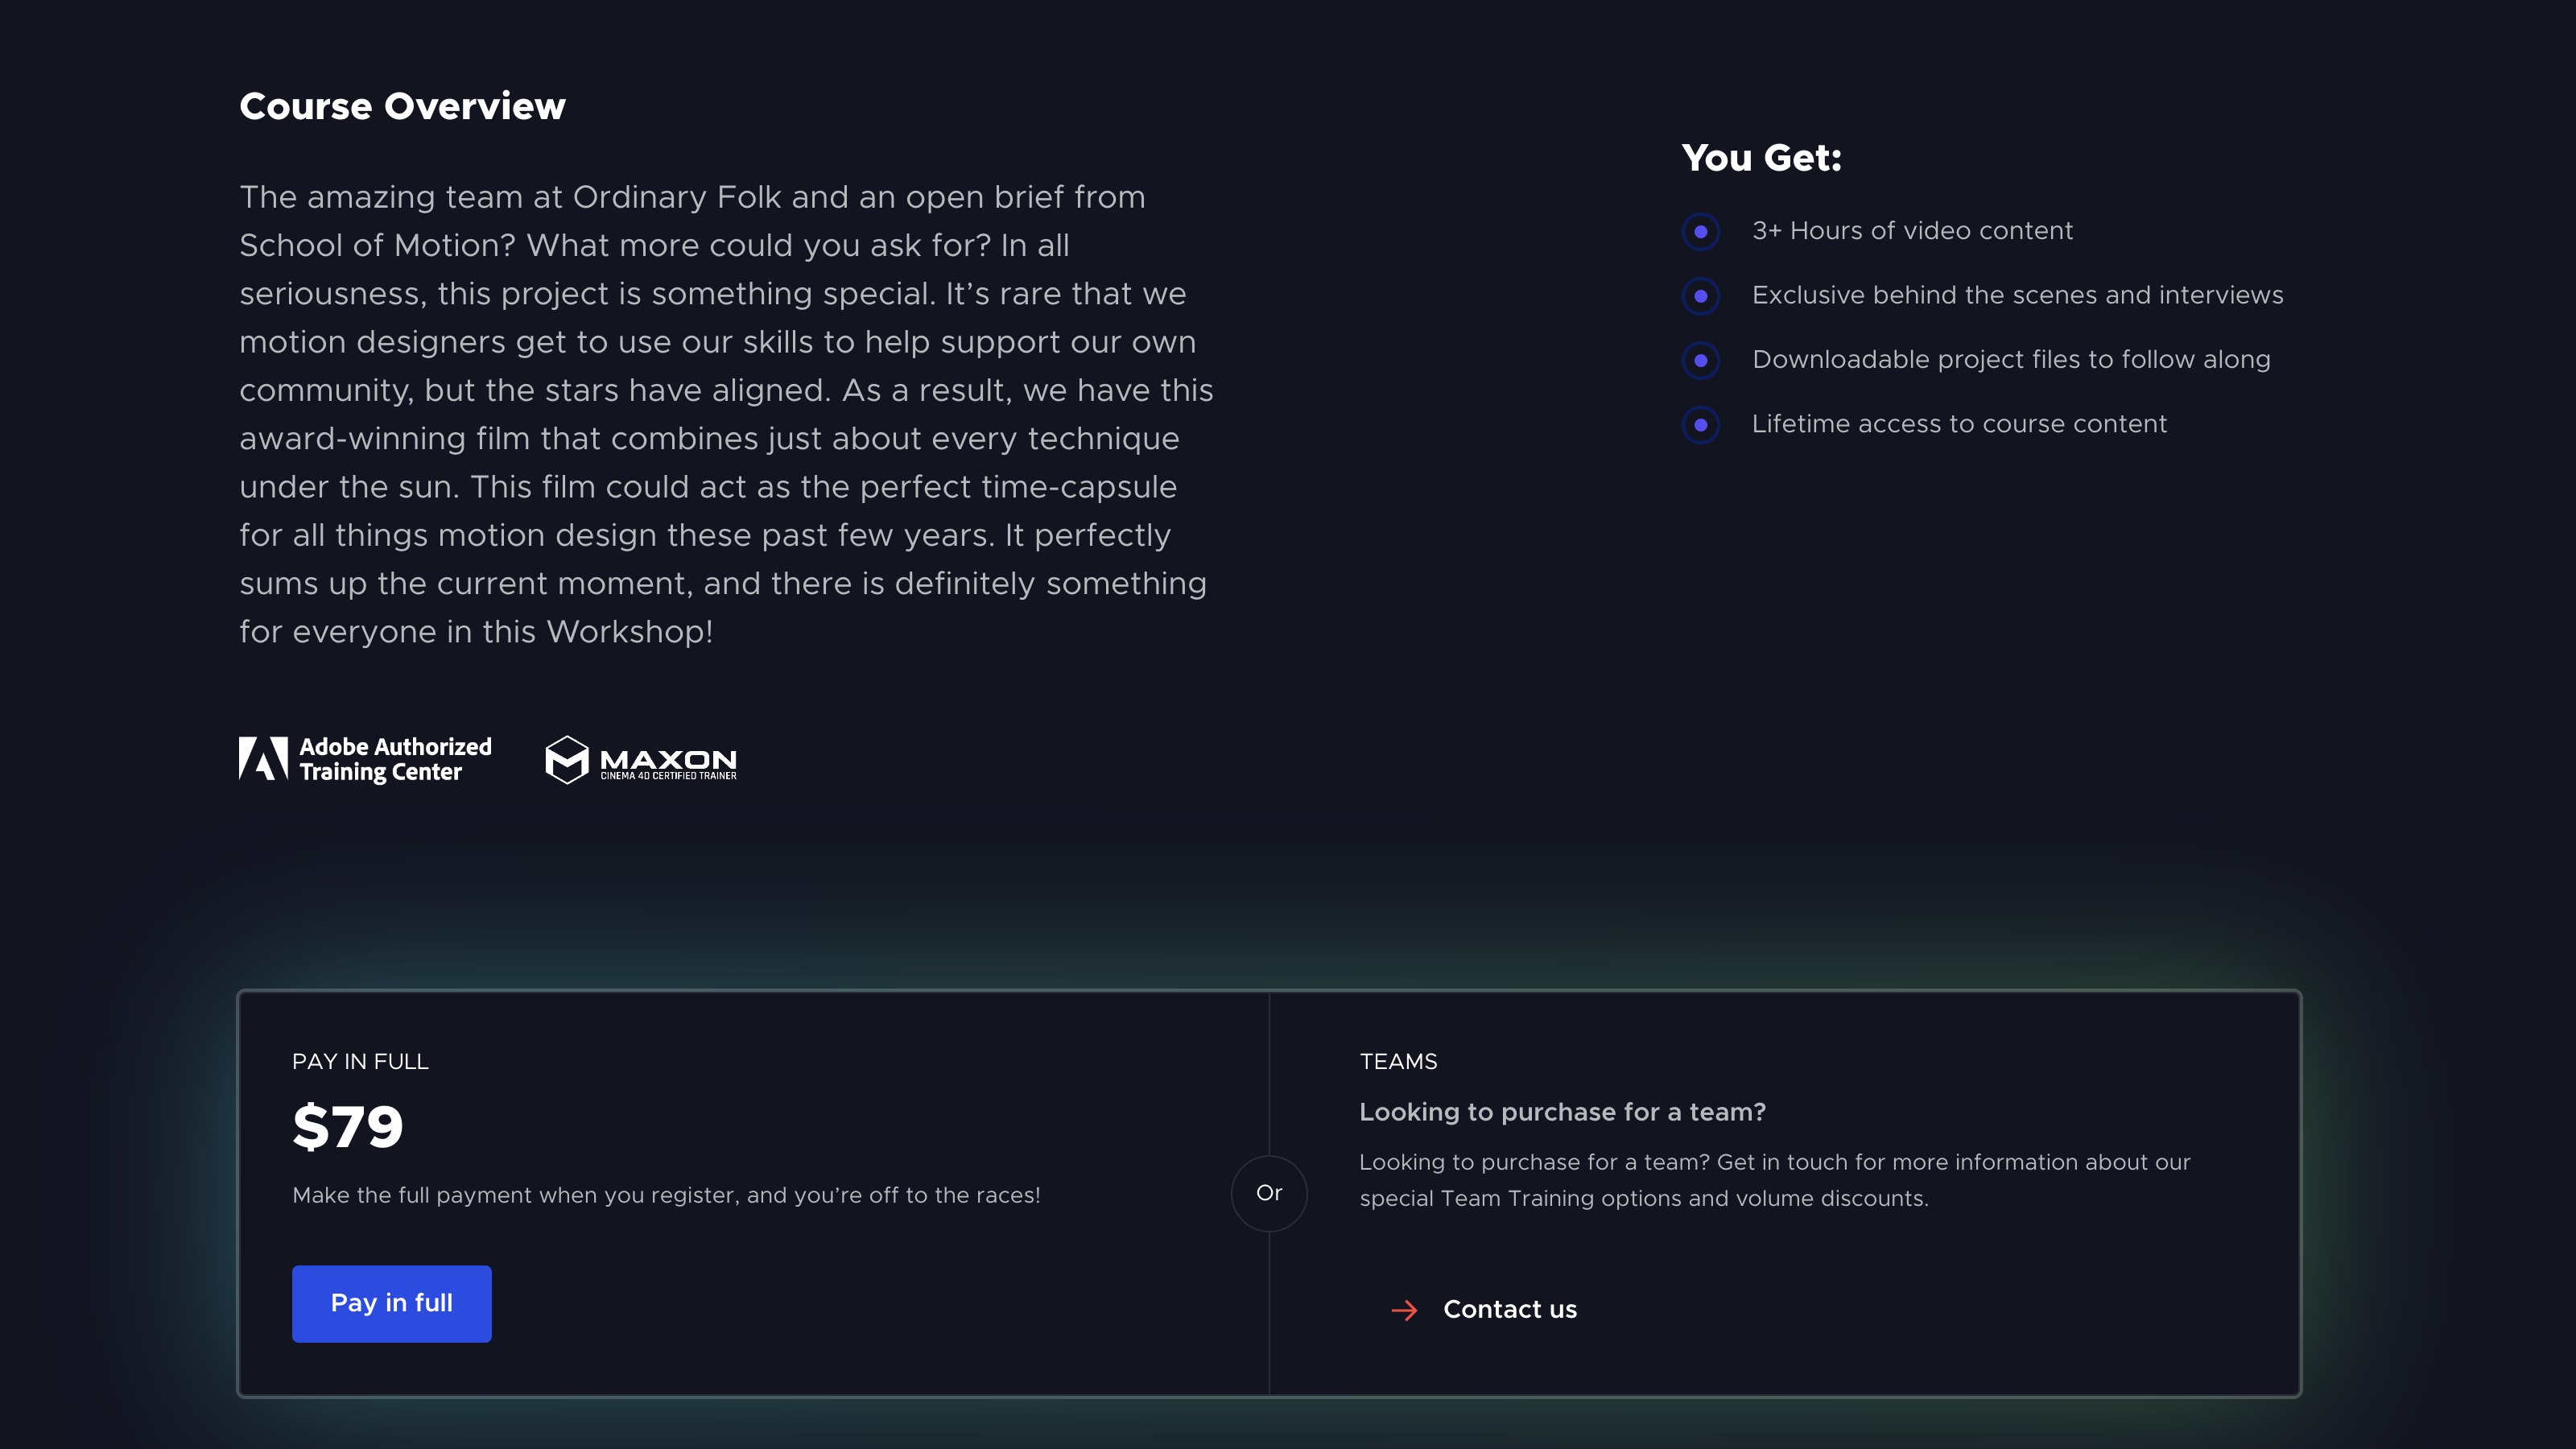 Course Overview
The amazing team at Ordinary Folk and an open brief from
School of Motion? What more could you ask for? In all
seriousness, this project is something special. It’s rare that we
motion designers get to use our skills to help support our own
community, but the stars have aligned. As a result, we have this
award-winning film that combines just about every technique
under the sun. This film could act as the perfect time-capsule
for all things motion design these past few years. It perfectly
sums up the current moment, and there is definitely something
for everyone in this Workshop!
Adobe Authorized
Training Center
MAXON
CINEMA 4D CERTIFIED TRAINER
You Get:
3+ Hours of video content
Exclusive behind the scenes and interviews
Downloadable project files to follow along
Lifetime access to course content
PAY IN FULL
$79
Make the full payment when you register, and you’re off to the races!
Pay in full
Or
TEAMS
Looking to purchase for a team?
Looking to purchase for a team? Get in touch for more information about our
special Team Training options and volume discounts.
Contact us